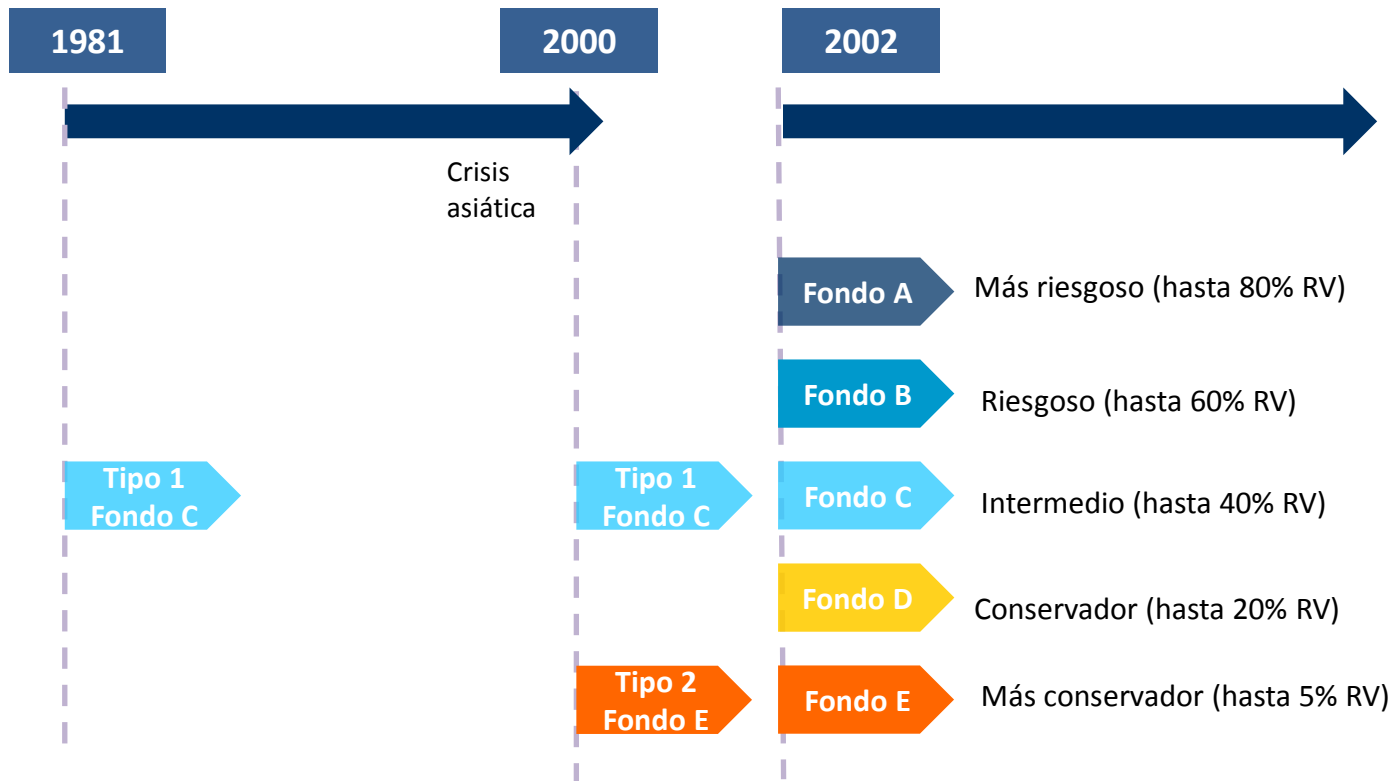 1981
2000
2002
Crisis
asiática
Fondo A
Más riesgoso (hasta 80% RV)
Fondo B
Riesgoso (hasta 60% RV)
Tipo 1
Fondo C
Tipo 1
Fondo C
Fondo C
Intermedio (hasta 40% RV)
Fondo D
Conservador (hasta 20% RV)
Tipo 2
Fondo E
Fondo E
Más conservador (hasta 5% RV)